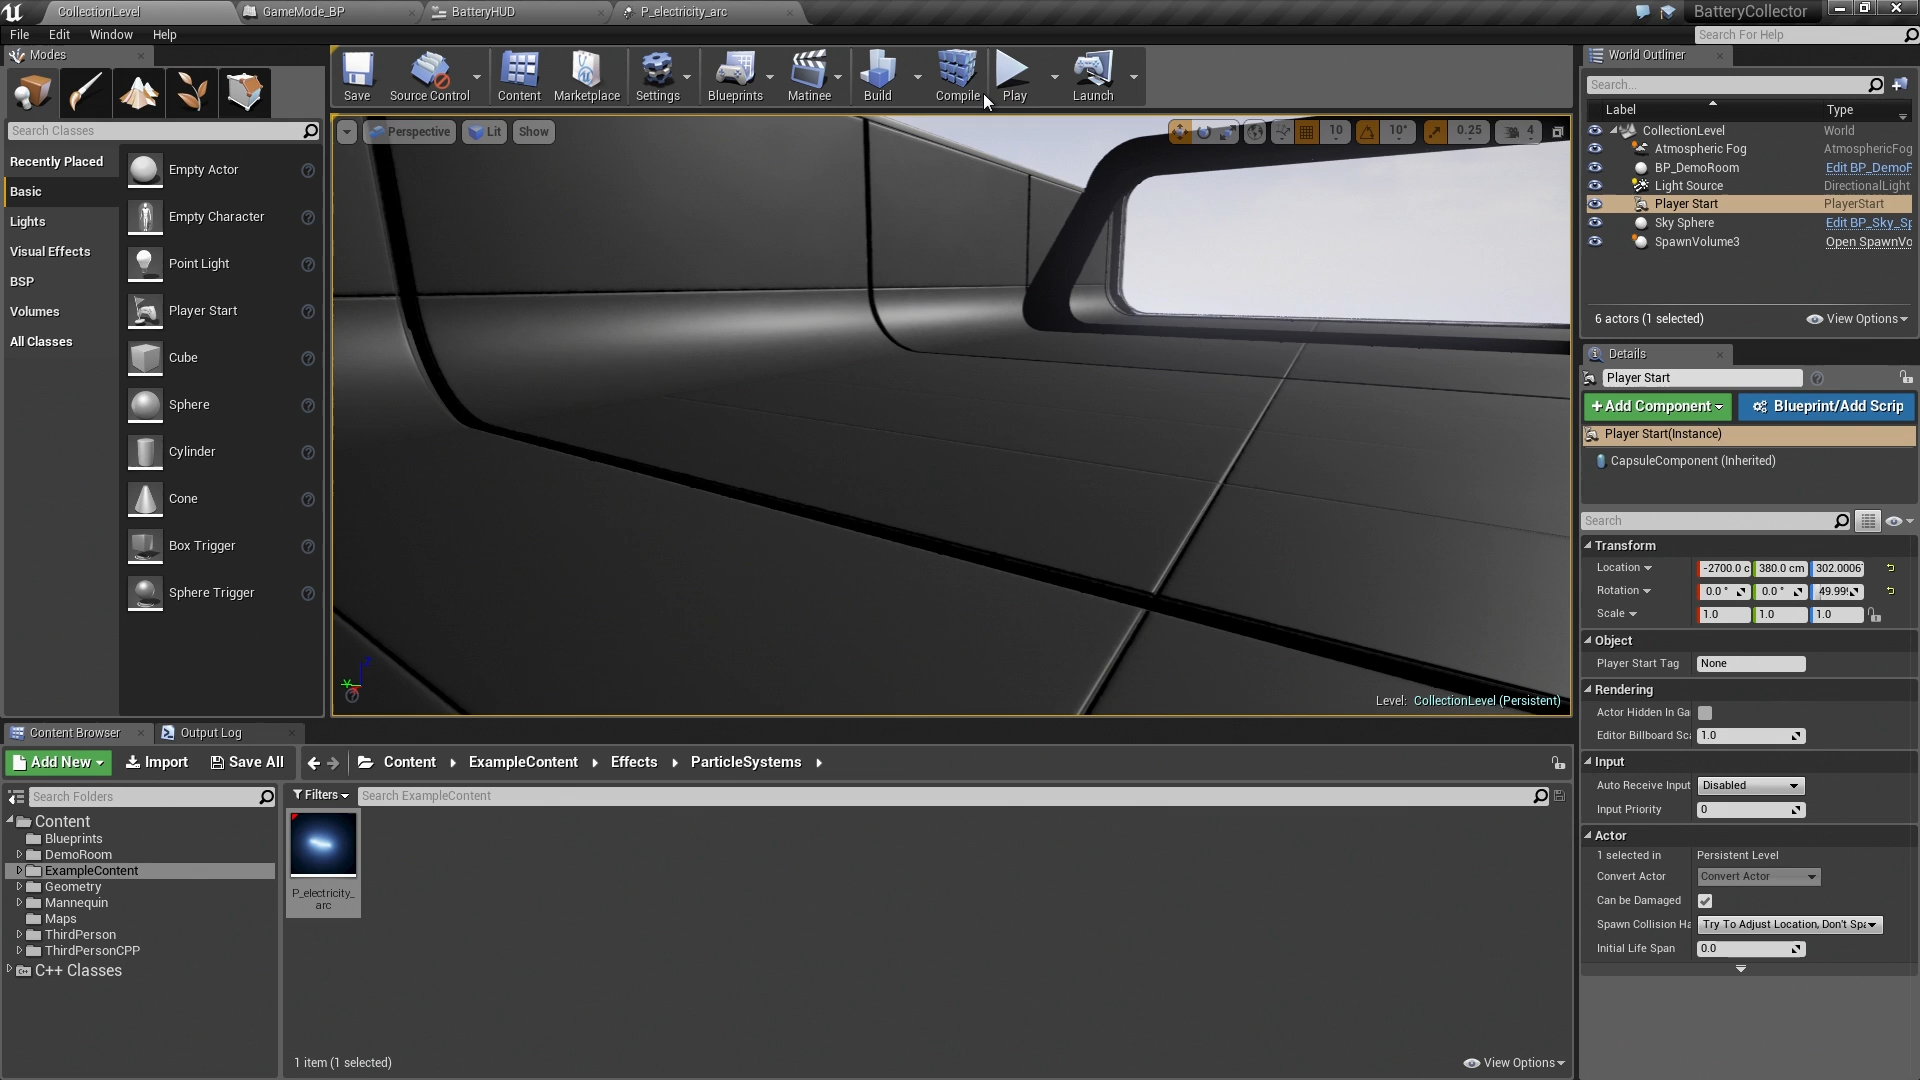 CollectionLevel GameMode_BP BatteryHUD P_electricity_arc BatteryCollector
File Edit Window Help
Search For Help
Modes
Search Classes
Recently Placed
Basic
Lights
Visual Effects
BSP
Volumes
All Classes
Empty Actor
Empty Character
Point Light
Player Start
Cube
Sphere
Cylinder
Cone
Box Trigger
Sphere Trigger
Save Source Control Content Marketplace Settings Blueprints Matinee Build Compile Play Launch
Perspective Lit Show
10 10° 0.25 4
Level: CollectionLevel (Persistent)
World Outliner
Search...
Label Type
CollectionLevel World
Atmospheric Fog AtmosphericFog
BP_DemoRoom Edit BP_DemoF
Light Source DirectionalLight
Player Start PlayerStart
Sky Sphere Edit BP_Sky_Sp
SpawnVolume3 Open SpawnVo
6 actors (1 selected) View Options
Details
Player Start
+Add Component Blueprint/Add Scrip
Player Start(Instance)
CapsuleComponent (Inherited)
Search
Transform
Location -2700.0 c 380.0 cm 302.0006
Rotation 0.0 ° 0.0 ° 49.99
Scale 1.0 1.0 1.0
Object
Player Start Tag None
Rendering
Actor Hidden In Ga
Editor Billboard Sc 1.0
Input
Auto Receive Input Disabled
Input Priority 0
Actor
1 selected in Persistent Level
Convert Actor Convert Actor
Can be Damaged
Spawn Collision Ha Try To Adjust Location, Don't Spa
Initial Life Span 0.0
Content Browser Output Log
Add New Import Save All Content ExampleContent Effects ParticleSystems
Search Folders
Content
Blueprints
DemoRoom
ExampleContent
Geometry
Mannequin
Maps
ThirdPerson
ThirdPersonCPP
C++ Classes
Filters Search ExampleContent
P_electricity_
arc
1 item (1 selected) View Options